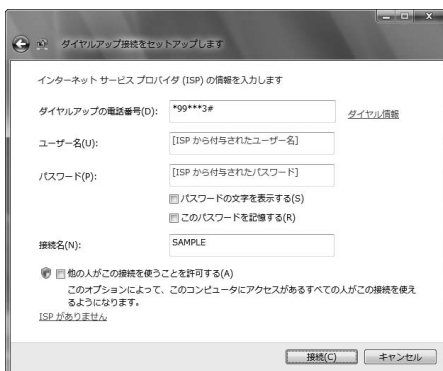 ダイヤルアップ接続をセットアップします
インターネット サービス プロバイダ (ISP) の情報を入力します
ダイヤルアップの電話番号(D):
*99***3#
ダイヤル情報
ユーザー名(U):
[ISP から付与されたユーザー名]
パスワード(P):
[ISP から付与されたパスワード]
パスワードの文字を表示する(S)
このパスワードを記憶する(R)
接続名(N):
SAMPLE
他の人がこの接続を使うことを許可する(A)
このオプションによって、このコンピュータにアクセスがあるすべての人がこの接続を使え
るようになります。
ISP がありません
接続(C)
キャンセル